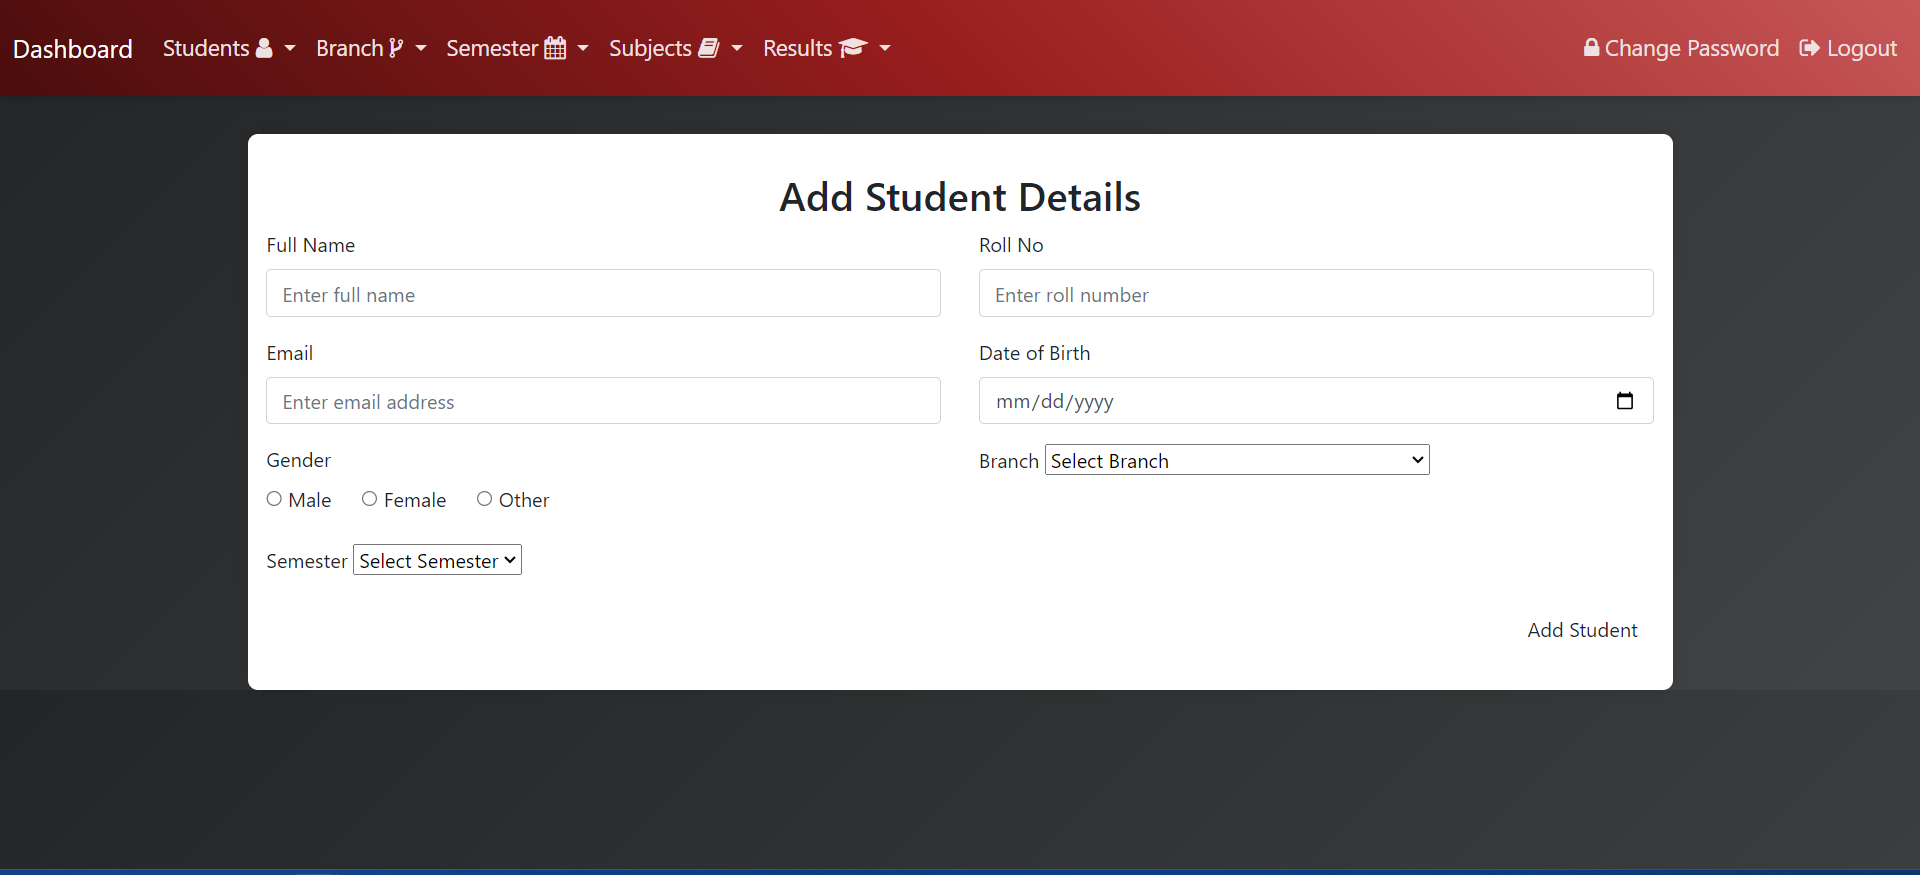 Dashboard Students Branch Semester Subjects Results Change Password Logout
Add Student Details
Full Name Roll No
Enter full name Enter roll number
Email Date of Birth
Enter email address mm/dd/yyyy
Gender Branch Select Branch
Male Female Other
Semester Select Semester
Add Student